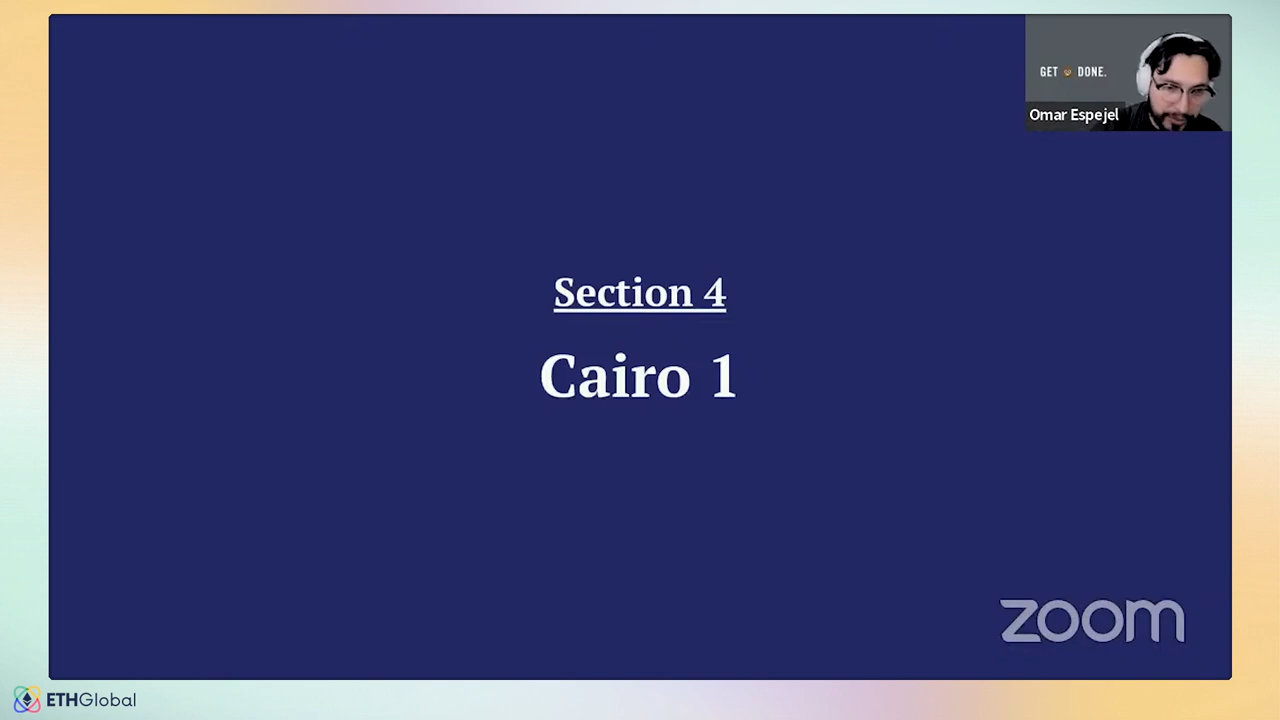 GET DONE.
Omar Espejel
Section 4
Cairo 1
zoom
ETHGlobal